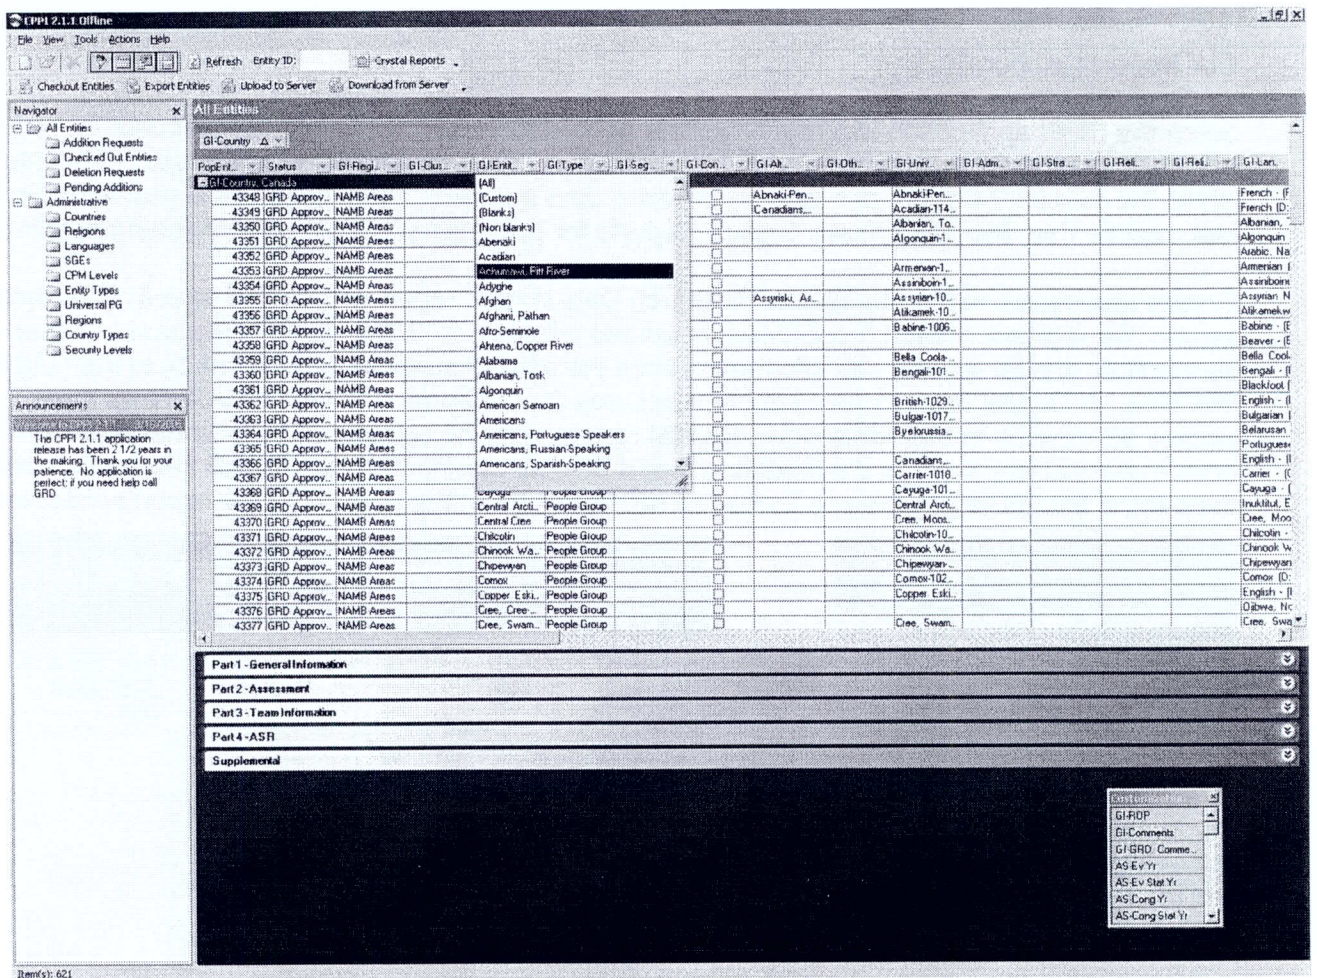 CPPI 2.1.1 Offline
File View Tools Actions Help
Refresh Entity ID: Crystal Reports
Checkout Entities Export Entities Upload to Server Download from Server
Navigator
All Entities
Addition Requests
Checked Out Entities
Deletion Requests
Pending Additions
Administrative
Countries
Religions
Languages
SGEs
CPM Levels
Entity Types
Universal PG
Regions
Country Types
Security Levels
Announcements
The CPPI 2.1.1 application
release has been 2 1/2 years in
the making. Thank you for your
patience. No application is
perfect; if you need help call
GRD
All Entities
GI-Country
PopEnt... Status GI-Regi... GI-Clus... GI-Entit... GI-Type GI-Seg... GI-Con... GI-Alt... GI-Oth... GI-Univ... GI-Adm... GI-Stra... GI-Reli... GI-Reli... GI-Lan.
GI-Country: Canada
43348 GRD Approv... NAMB Areas Abnaki-Pen... Abnaki-Pen... French - (F
43349 GRD Approv... NAMB Areas Canadians,... Acadian-114... French (D:
43350 GRD Approv... NAMB Areas Albanian, To... Albanian,
43351 GRD Approv... NAMB Areas Algonquin-1... Algonquin
43352 GRD Approv... NAMB Areas Arabic, Na
43353 GRD Approv... NAMB Areas Armenian-1... Armenian (
43354 GRD Approv... NAMB Areas Assiniboin-1... Assiniboine
43355 GRD Approv... NAMB Areas Assyriski, As... Assyrian-10... Assyrian N
43356 GRD Approv... NAMB Areas Atikamek-10... Atikamekw
43357 GRD Approv... NAMB Areas Babine-1006... Babine - (E
43358 GRD Approv... NAMB Areas Beaver - (E
43359 GRD Approv... NAMB Areas Bella Coola-... Bella Cool
43360 GRD Approv... NAMB Areas Bengali-101... Bengali - (I
43361 GRD Approv... NAMB Areas Blackfoot (
43362 GRD Approv... NAMB Areas British-1029... English - (I
43363 GRD Approv... NAMB Areas Bulgar-1017... Bulgarian (
43364 GRD Approv... NAMB Areas Byelorussia... Belarusan
43365 GRD Approv... NAMB Areas Portuguese
43366 GRD Approv... NAMB Areas Canadians,... English - (I
43367 GRD Approv... NAMB Areas Carrier-1018... Carrier - (C
43368 GRD Approv... NAMB Areas Cayuga People Group Cayuga-101... Cayuga - (
43369 GRD Approv... NAMB Areas Central Arcti... People Group Central Arcti... Inuktitut, E
43370 GRD Approv... NAMB Areas Central Cree People Group Cree, Moos... Cree, Moo
43371 GRD Approv... NAMB Areas Chilcotin People Group Chilcotin-10... Chilcotin -
43372 GRD Approv... NAMB Areas Chinook Wa... People Group Chinook Wa... Chinook W
43373 GRD Approv... NAMB Areas Chipewyan People Group Chipewyan-... Chipewyan
43374 GRD Approv... NAMB Areas Comox People Group Comox-102... Comox (D:
43375 GRD Approv... NAMB Areas Copper Eski... People Group Copper Eski... English - (I
43376 GRD Approv... NAMB Areas Cree, Cree-... People Group Ojibwa, No
43377 GRD Approv... NAMB Areas Cree, Swam... People Group Cree, Swam... Cree, Swa
(All)
(Custom)
(Blanks)
(Non blanks)
Abenaki
Acadian
Achumawi, Pitt River
Adyghe
Afghan
Afghani, Pathan
Afro-Seminole
Ahtena, Copper River
Alabama
Albanian, Tosk
Algonquin
American Samoan
Americans
Americans, Portuguese Speakers
Americans, Russian-Speaking
Americans, Spanish-Speaking
Part 1 - General Information
Part 2 - Assessment
Part 3 - Team Information
Part 4 - ASR
Supplemental
GI-ROP
GI-Comments
GI-GRD Comme...
AS-Ev Yr
AS-Ev Stat Yr
AS-Cong Yr
AS-Cong Stat Yr
Item(s): 621